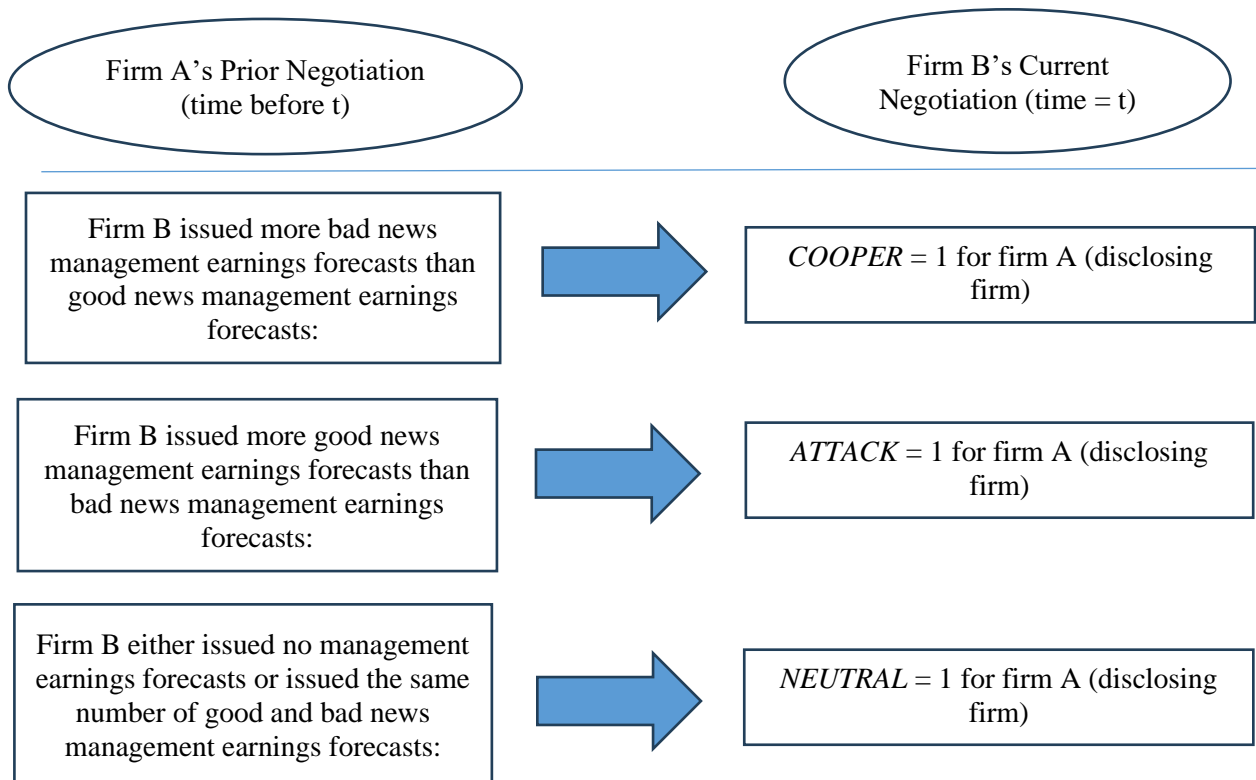 Firm A’s Prior Negotiation
(time before t)
Firm B’s Current
Negotiation (time = t)
Firm B issued more bad news
management earnings forecasts than
good news management earnings
forecasts:
COOPER = 1 for firm A (disclosing
firm)
Firm B issued more good news
management earnings forecasts than
bad news management earnings
forecasts:
ATTACK = 1 for firm A (disclosing
firm)
Firm B either issued no management
earnings forecasts or issued the same
number of good and bad news
management earnings forecasts:
NEUTRAL = 1 for firm A (disclosing
firm)